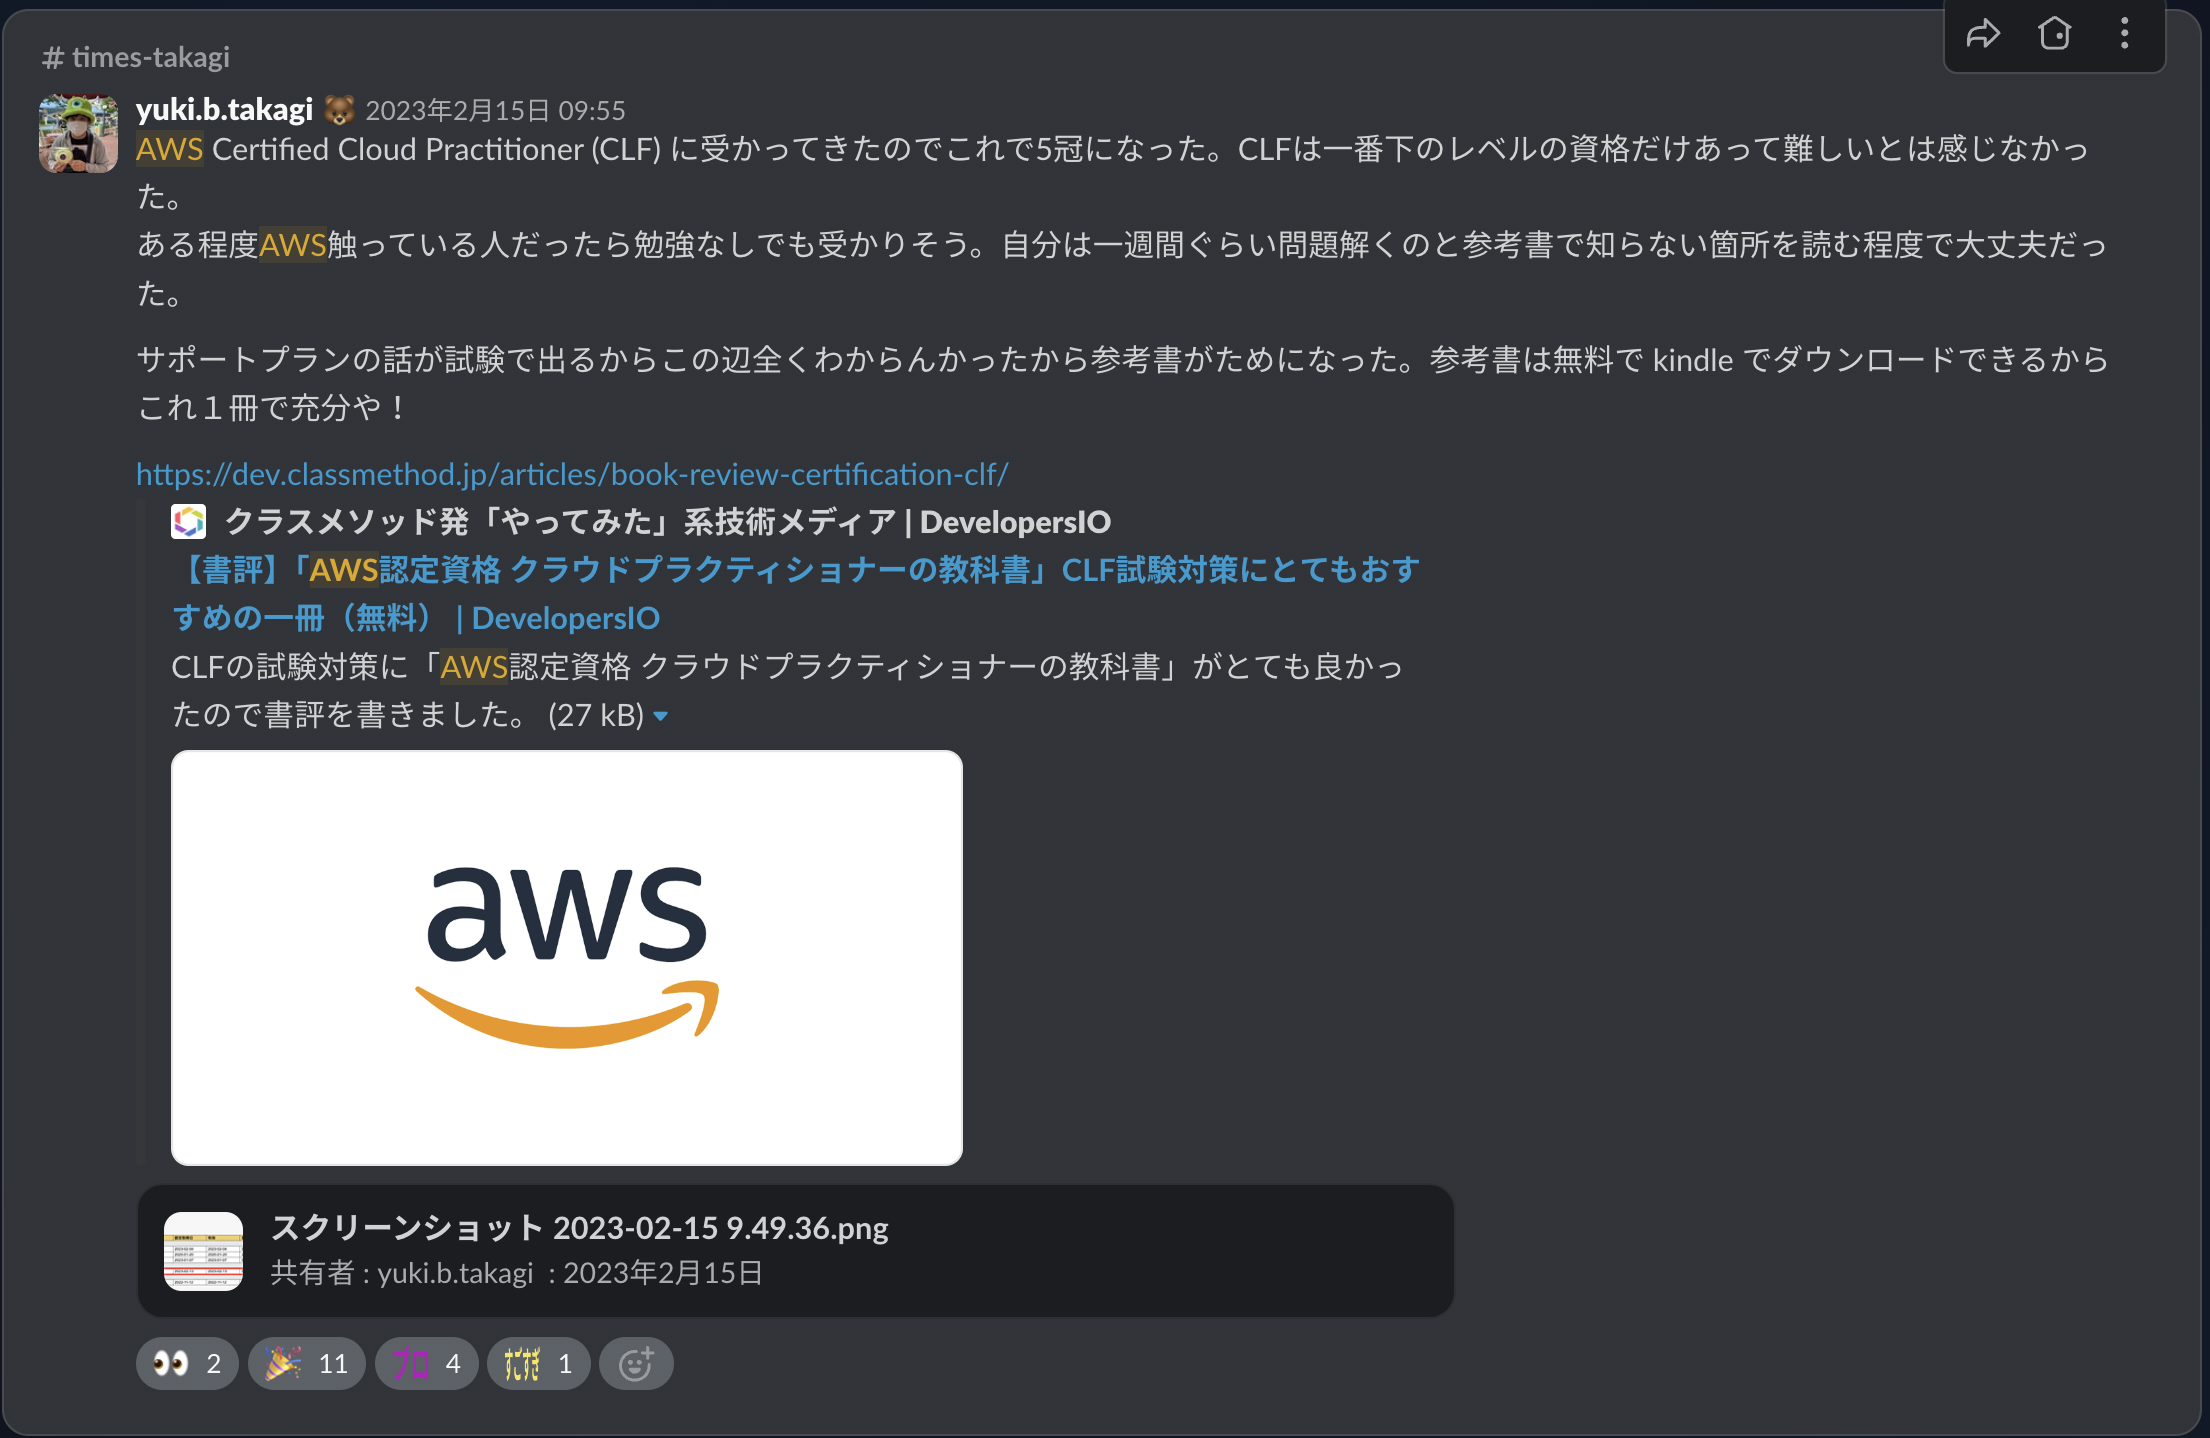 # times-takagi
yuki.b.takagi 2023年2月15日 09:55
AWS Certified Cloud Practitioner (CLF) に受かってきたのでこれで5冠になった。CLFは一番下のレベルの資格だけあって難しいとは感じなかっ
た。
ある程度AWS触っている人だったら勉強なしでも受かりそう。自分は一週間ぐらい問題解くのと参考書で知らない箇所を読む程度で大丈夫だっ
た。
サポートプランの話が試験で出るからこの辺全くわからんかったから参考書がためになった。参考書は無料で kindle でダウンロードできるから
これ１冊で充分や！
https://dev.classmethod.jp/articles/book-review-certification-clf/
クラスメソッド発「やってみた」系技術メディア | DevelopersIO
【書評】「AWS認定資格 クラウドプラクティショナーの教科書」CLF試験対策にとてもおす
すめの一冊（無料） | DevelopersIO
CLFの試験対策に「AWS認定資格 クラウドプラクティショナーの教科書」がとても良かっ
たので書評を書きました。 (27 kB)
aws
スクリーンショット 2023-02-15 9.49.36.png
共有者 : yuki.b.takagi : 2023年2月15日
2 11 プロ 4 すごすぎ 1